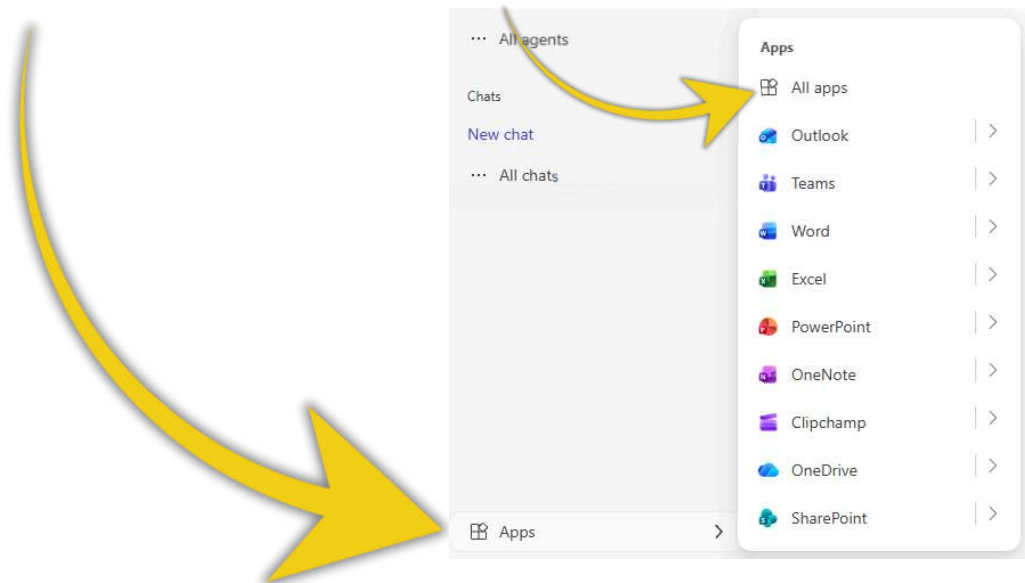 ··· All agents
Chats
New chat
··· All chats
Apps
Apps
All apps
Outlook
Teams
Word
Excel
PowerPoint
OneNote
Clipchamp
OneDrive
SharePoint